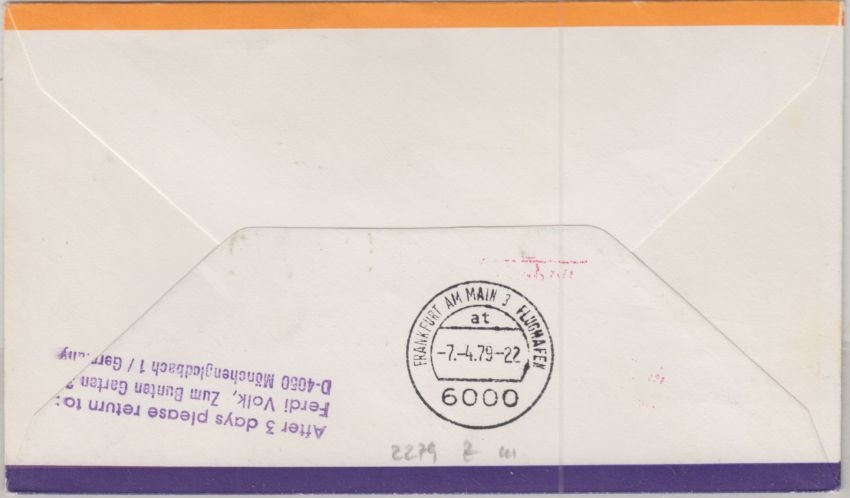 FRANKFURT AM MAIN 3 FLUGHAFEN
at
-7.-4.79-22
6000
After 3 days please return to:
Ferdi Volk, Zum Bunten Garten
D-4050 Mönchengladbach 1 / Germany
2279 Z